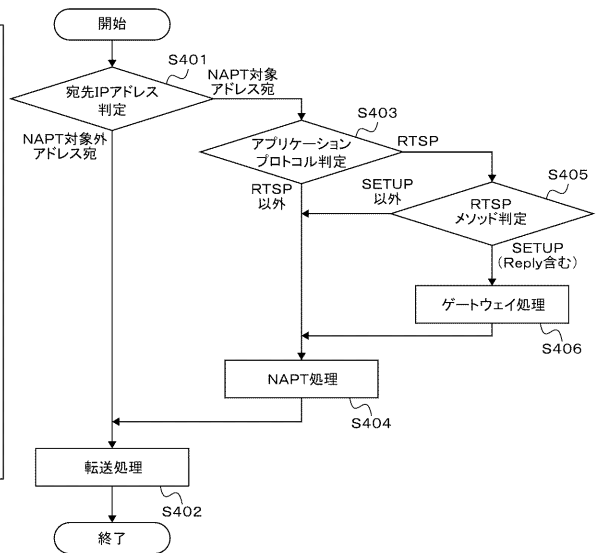 開始
S401
宛先IPアドレス
判定
NAPT対象
アドレス宛
NAPT対象外
アドレス宛
S403
アプリケーション
プロトコル判定
RTSP
RTSP
以外
SETUP
以外
S405
RTSP
メソッド判定
SETUP
(Reply含む)
ゲートウェイ処理
S406
NAPT処理
S404
転送処理
S402
終了